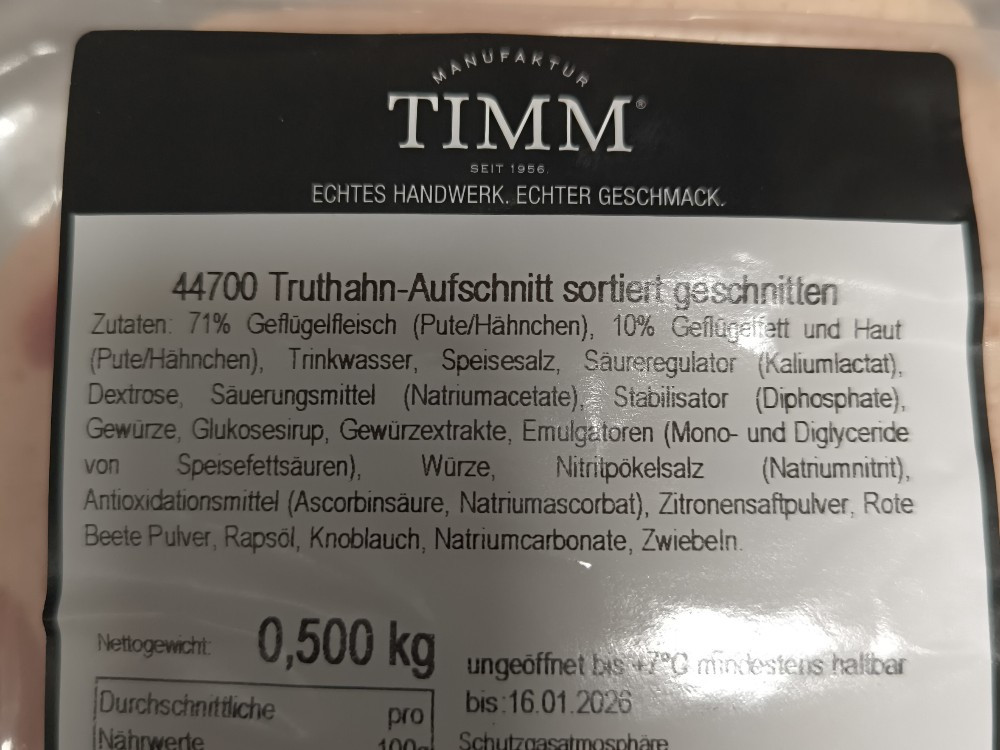 MANUFAKTUR
TIMM®
SEIT 1956.
ECHTES HANDWERK. ECHTER GESCHMACK.
44700 Truthahn-Aufschnitt sortiert geschnitten
Zutaten: 71% Geflügelfleisch (Pute/Hähnchen), 10% Geflügelfett und Haut
(Pute/Hähnchen), Trinkwasser, Speisesalz, Säureregulator (Kaliumlactat),
Dextrose, Säuerungsmittel (Natriumacetate), Stabilisator (Diphosphate),
Gewürze, Glukosesirup, Gewürzextrakte, Emulgatoren (Mono- und Diglyceride
von Speisefettsäuren), Würze, Nitritpökelsalz (Natriumnitrit),
Antioxidationsmittel (Ascorbinsäure, Natriumascorbat), Zitronensaftpulver, Rote
Beete Pulver, Rapsöl, Knoblauch, Natriumcarbonate, Zwiebeln.
Nettogewicht: 0,500 kg
ungeöffnet bis +7°C mindestens haltbar
bis:16.01.2026
Schutzgasatmosphäre
Durchschnittliche pro
Nährwerte 100g